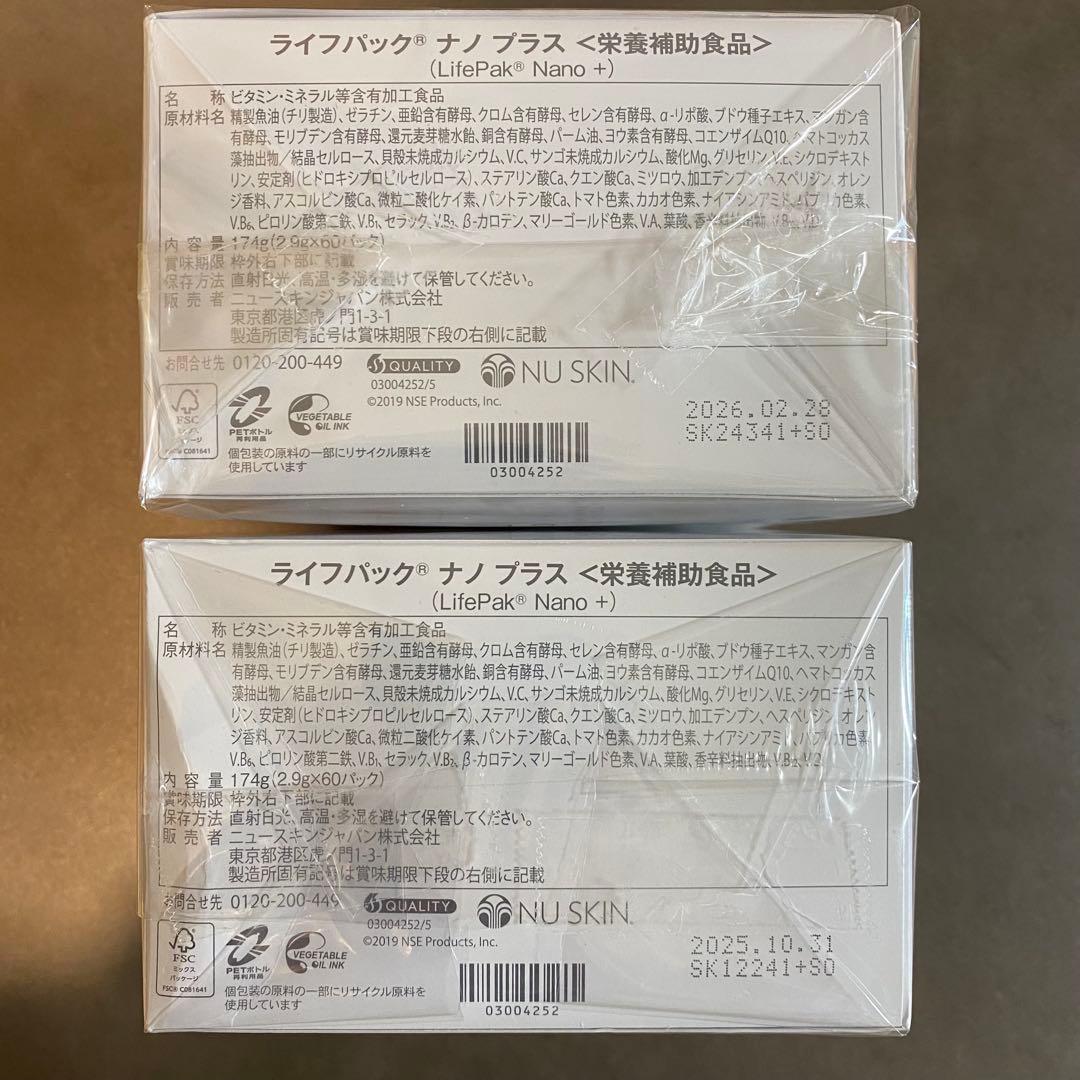 ライフパック® ナノ プラス <栄養補助食品>
(LifePak® Nano +)
名 称 ビタミン・ミネラル等含有加工食品
原材料名 精製魚油(チリ製造)、ゼラチン、亜鉛含有酵母、クロム含有酵母、セレン含有酵母、α-リポ酸、ブドウ種子エキス、マンガン含
有酵母、モリブデン含有酵母、還元麦芽糖水飴、銅含有酵母、パーム油、ヨウ素含有酵母、コエンザイムQ10、ヘマトコッカス
藻抽出物/結晶セルロース、貝殻未焼成カルシウム、V.C、サンゴ未焼成カルシウム、酸化Mg、グリセリン、V.E、シクロデキスト
リン、安定剤(ヒドロキシプロピルセルロース)、ステアリン酸Ca、クエン酸Ca、ミツロウ、加工デンプン、ヘスペリジン、オレン
ジ香料、アスコルビン酸Ca、微粒二酸化ケイ素、パントテン酸Ca、トマト色素、カカオ色素、ナイアシンアミド、パプリカ色素、
V.B₆、ピロリン酸第二鉄、V.B₁、セラック、V.B₂、β-カロテン、マリーゴールド色素、V.A、葉酸、香辛料抽出物、V.B₁₂、V.D
内 容 量 174g(2.9g×60パック)
賞味期限 枠外右下部に記載
保存方法 直射日光、高温・多湿を避けて保管してください。
販 売 者 ニュースキンジャパン株式会社
東京都港区虎ノ門1-3-1
製造所固有記号は賞味期限下段の右側に記載
お問合せ先 0120-200-449
QUALITY
NU SKIN®
03004252/5
©2019 NSE Products, Inc.
2026.02.28
SK24341+SO
FSC
ミックス
パッケージ
FSC® C081641
PETボトル
再利用品
VEGETABLE
OIL INK
個包装の原料の一部にリサイクル原料を
使用しています
03004252
ライフパック® ナノ プラス <栄養補助食品>
(LifePak® Nano +)
名 称 ビタミン・ミネラル等含有加工食品
原材料名 精製魚油(チリ製造)、ゼラチン、亜鉛含有酵母、クロム含有酵母、セレン含有酵母、α-リポ酸、ブドウ種子エキス、マンガン含
有酵母、モリブデン含有酵母、還元麦芽糖水飴、銅含有酵母、パーム油、ヨウ素含有酵母、コエンザイムQ10、ヘマトコッカス
藻抽出物/結晶セルロース、貝殻未焼成カルシウム、V.C、サンゴ未焼成カルシウム、酸化Mg、グリセリン、V.E、シクロデキスト
リン、安定剤(ヒドロキシプロピルセルロース)、ステアリン酸Ca、クエン酸Ca、ミツロウ、加工デンプン、ヘスペリジン、オレン
ジ香料、アスコルビン酸Ca、微粒二酸化ケイ素、パントテン酸Ca、トマト色素、カカオ色素、ナイアシンアミド、パプリカ色素、
V.B₆、ピロリン酸第二鉄、V.B₁、セラック、V.B₂、β-カロテン、マリーゴールド色素、V.A、葉酸、香辛料抽出物、V.B₁₂、V.D
内 容 量 174g(2.9g×60パック)
賞味期限 枠外右下部に記載
保存方法 直射日光、高温・多湿を避けて保管してください。
販 売 者 ニュースキンジャパン株式会社
東京都港区虎ノ門1-3-1
製造所固有記号は賞味期限下段の右側に記載
お問合せ先 0120-200-449
QUALITY
NU SKIN®
03004252/5
©2019 NSE Products, Inc.
2025.10.31
SK12241+SO
FSC
ミックス
パッケージ
FSC® C081641
PETボトル
再利用品
VEGETABLE
OIL INK
個包装の原料の一部にリサイクル原料を
使用しています
03004252